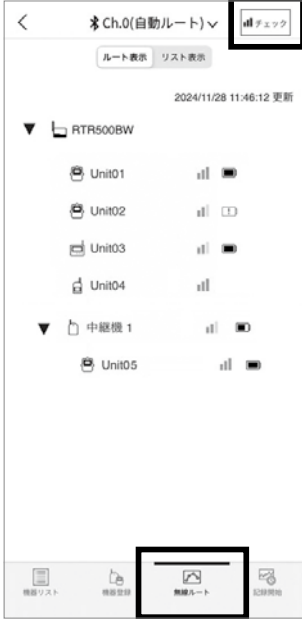 Ch.0(自動ルート)
チェック
ルート表示 リスト表示
2024/11/28 11:46:12 更新
RTR500BW
Unit01
Unit02
Unit03
Unit04
中継機 1
Unit05
機器リスト 機器登録 無線ルート 記録開始